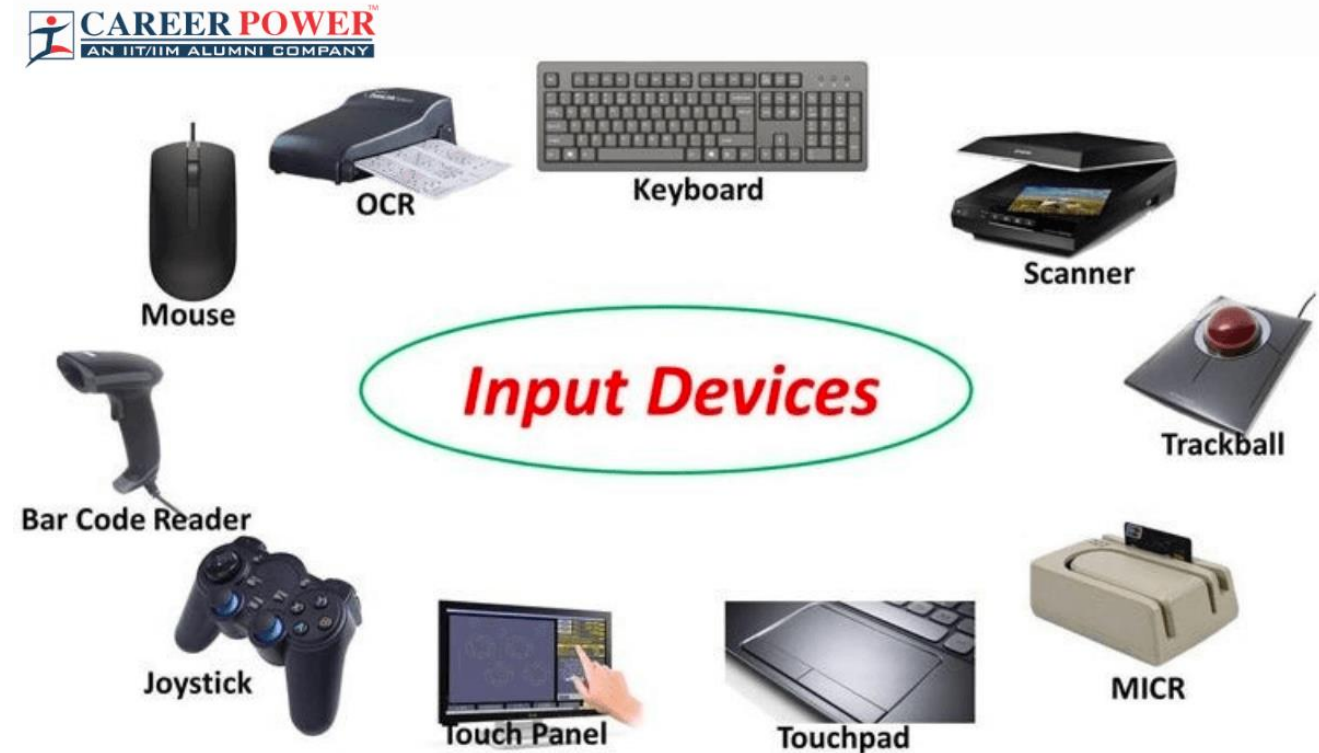 CAREER POWER™
AN IIT/IIM ALUMNI COMPANY
OCR
Keyboard
Mouse
Scanner
Input Devices
Trackball
Bar Code Reader
Joystick
Touch Panel
Touchpad
MICR